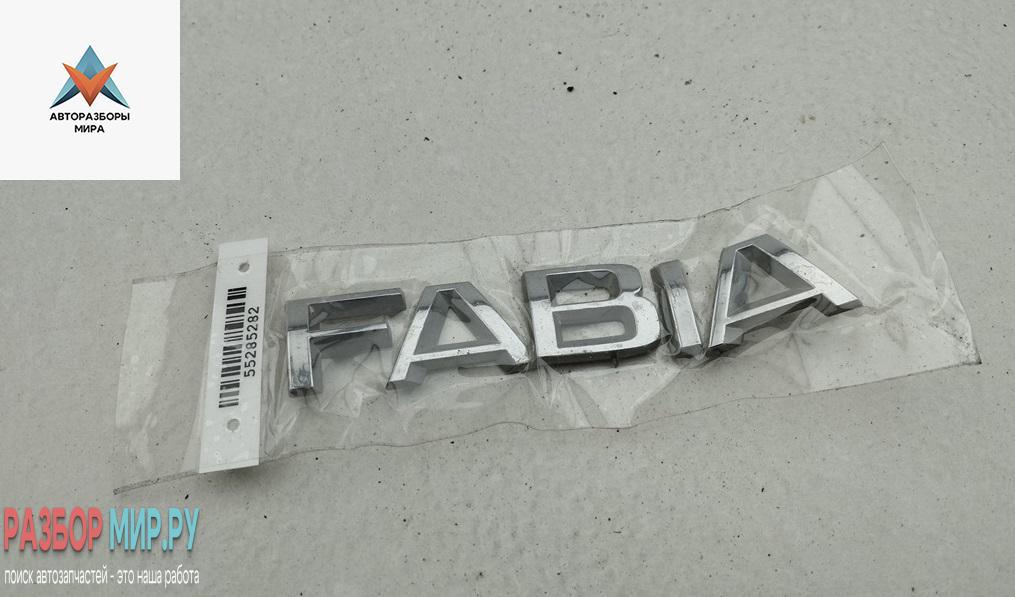 АВТОРАЗБОРЫ
МИРА
FABIA
55285282
РАЗБОР МИР.РУ
поиск автозапчастей - это наша работа